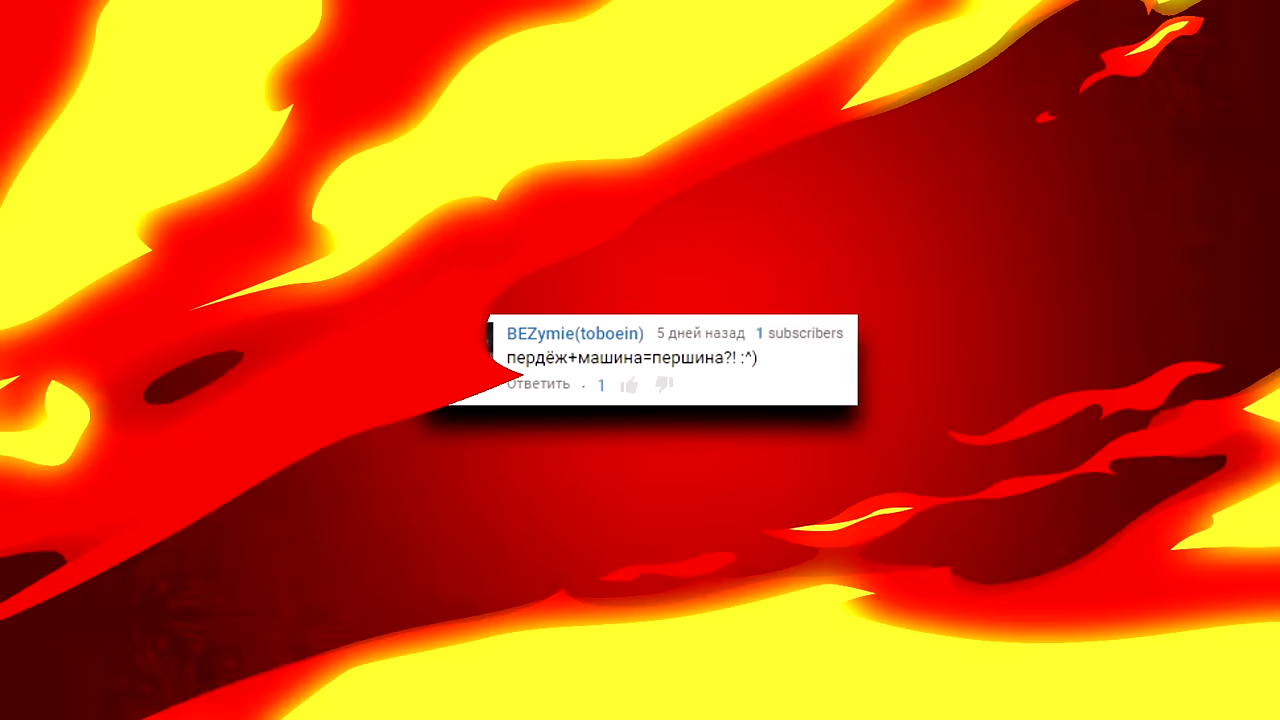 BEZymie(toboein) 5 дней назад 1 subscribers
пердёж+машина=першина?! :^)
Ответить · 1